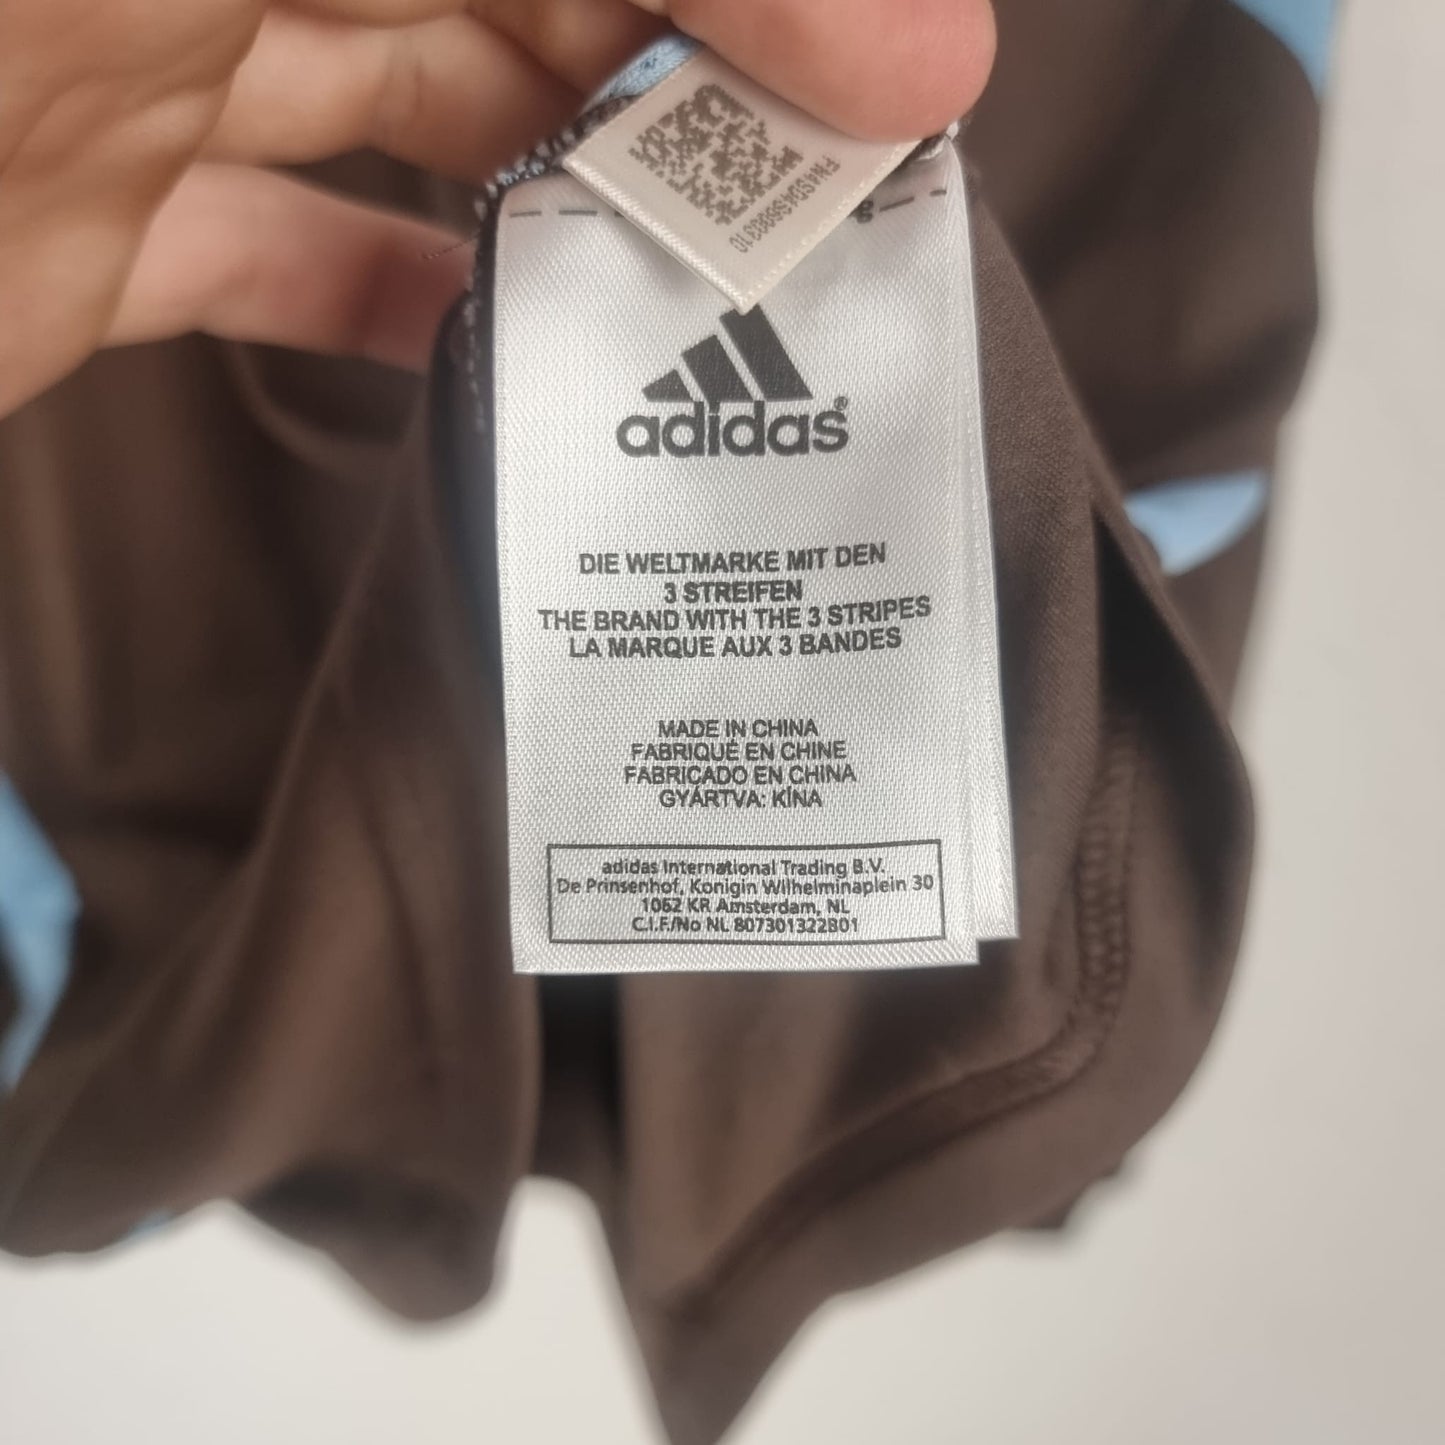 adidas®
DIE WELTMARKE MIT DEN
3 STREIFEN
THE BRAND WITH THE 3 STRIPES
LA MARQUE AUX 3 BANDES
MADE IN CHINA
FABRIQUÉ EN CHINE
FABRICADO EN CHINA
GYÁRTVA: KÍNA
adidas International Trading B.V.
De Prinsenhof, Konigin Wilhelminaplein 30
1062 KR Amsterdam, NL
C.I.F./No NL 807301322B01